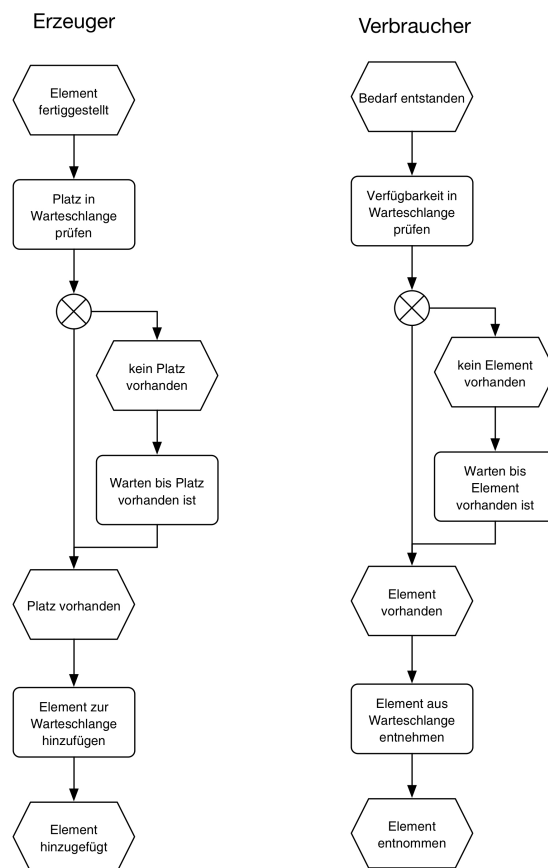 Erzeuger
Element
fertiggestellt
Platz in
Warteschlange
prüfen
kein Platz
vorhanden
Warten bis Platz
vorhanden ist
Platz vorhanden
Element zur
Warteschlange
hinzufügen
Element
hinzugefügt
Verbraucher
Bedarf entstanden
Verfügbarkeit in
Warteschlange
prüfen
kein Element
vorhanden
Warten bis
Element
vorhanden ist
Element
vorhanden
Element aus
Warteschlange
entnehmen
Element
entnommen